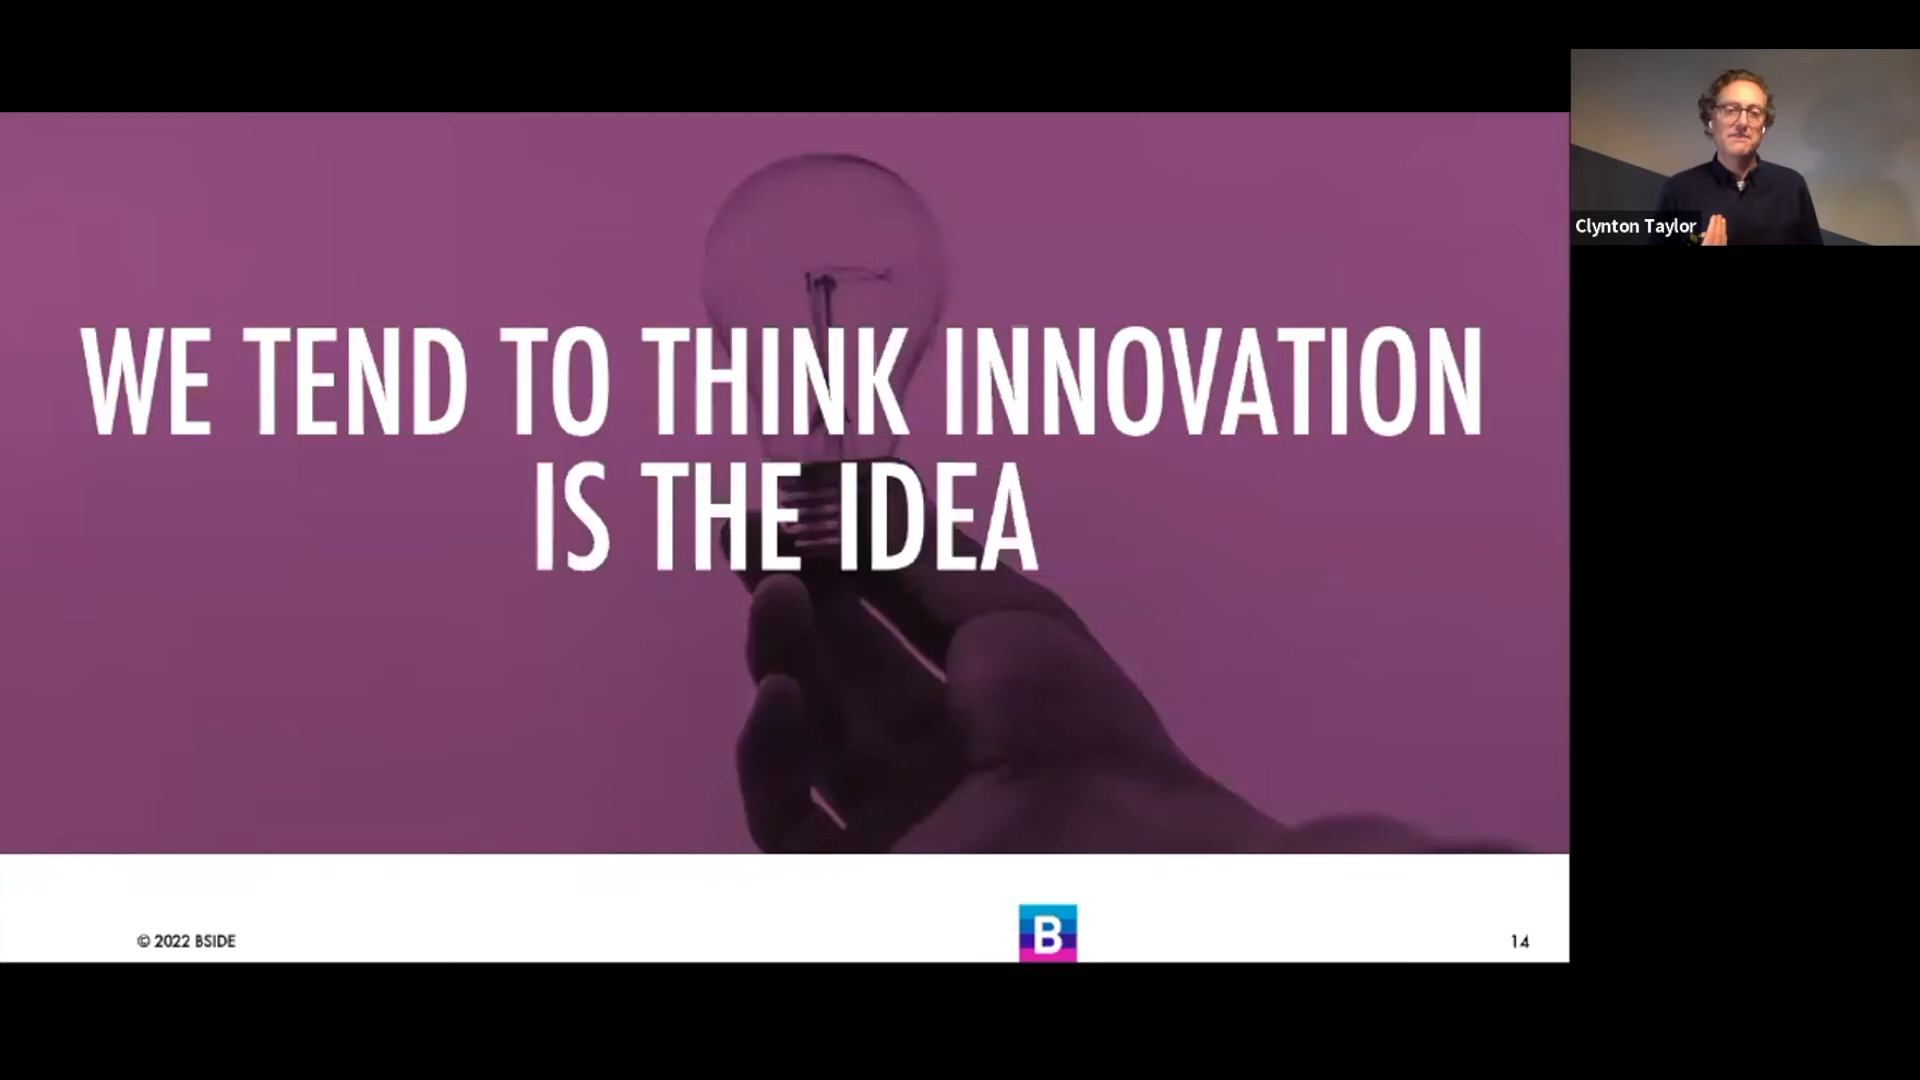 WE TEND TO THINK INNOVATION
IS THE IDEA
Clynton Taylor
© 2022 BSIDE
B
14